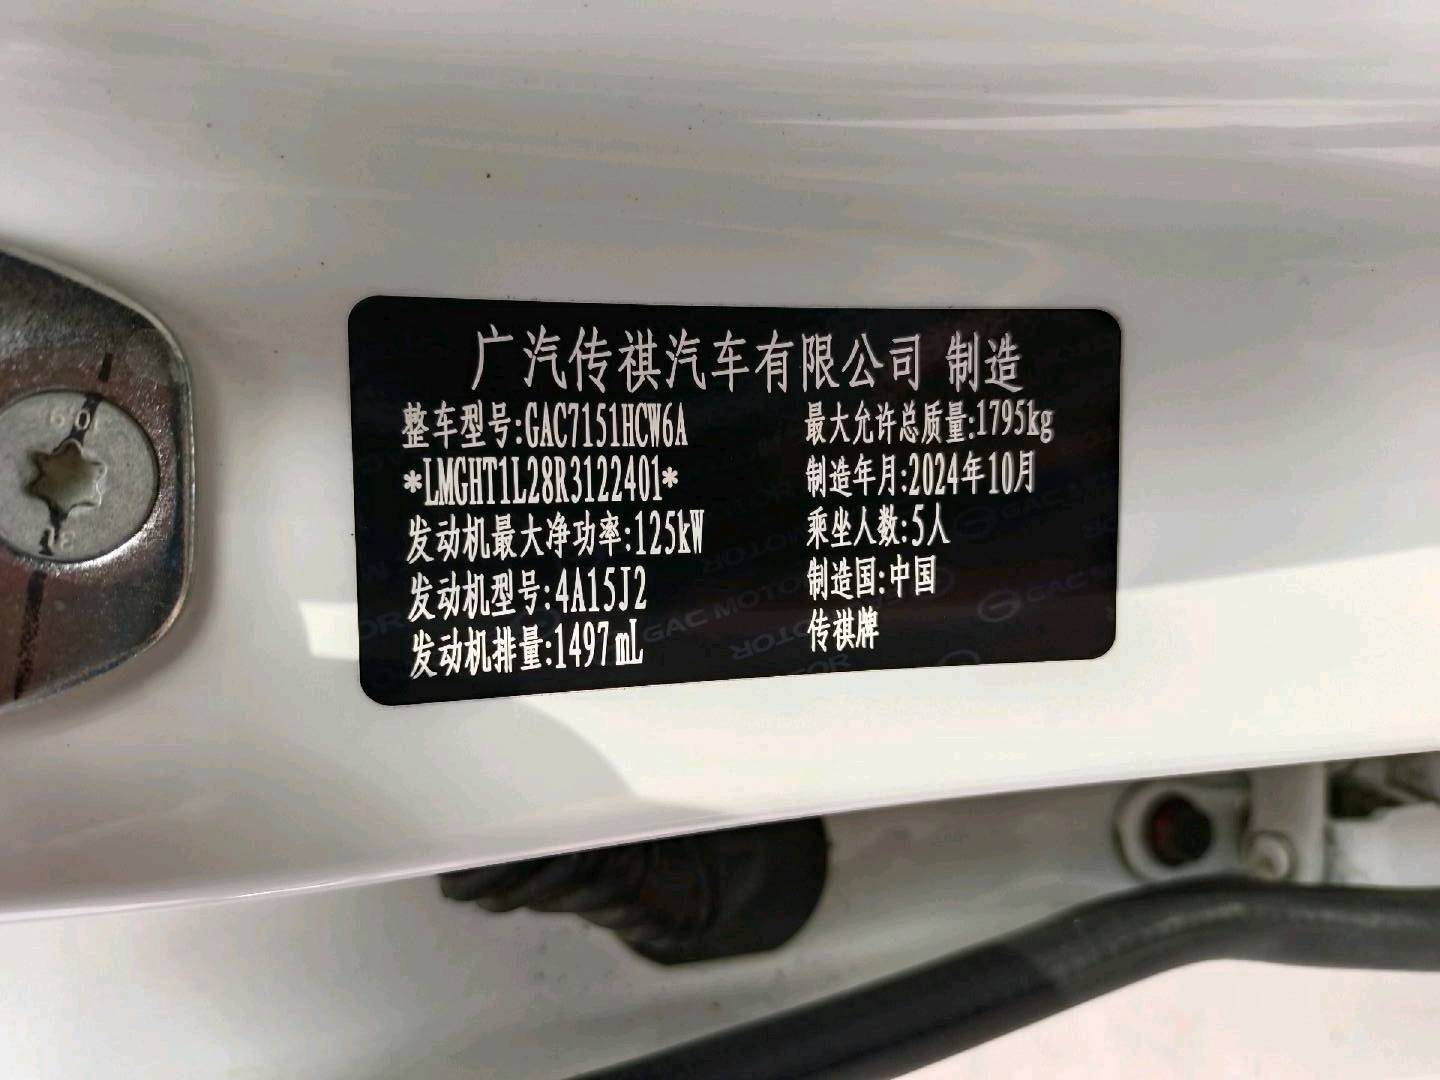 广汽传祺汽车有限公司 制造
整车型号:GAC7151HCW6A
*LMGHT1L28R3122401*
发动机最大净功率:125kW
发动机型号:4A15J2
发动机排量:1497mL
最大允许总质量:1795kg
制造年月:2024年10月
乘坐人数:5人
制造国:中国
传祺牌
GAC MOTOR